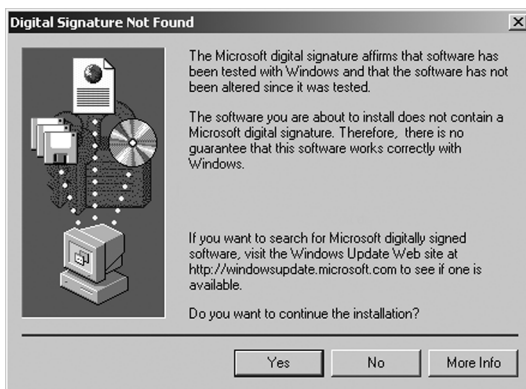 Digital Signature Not Found
The Microsoft digital signature affirms that software has
been tested with Windows and that the software has not
been altered since it was tested.
The software you are about to install does not contain a
Microsoft digital signature. Therefore, there is no
guarantee that this software works correctly with
Windows.
If you want to search for Microsoft digitally signed
software, visit the Windows Update Web site at
http://windowsupdate.microsoft.com to see if one is
available.
Do you want to continue the installation?
Yes
No
More Info